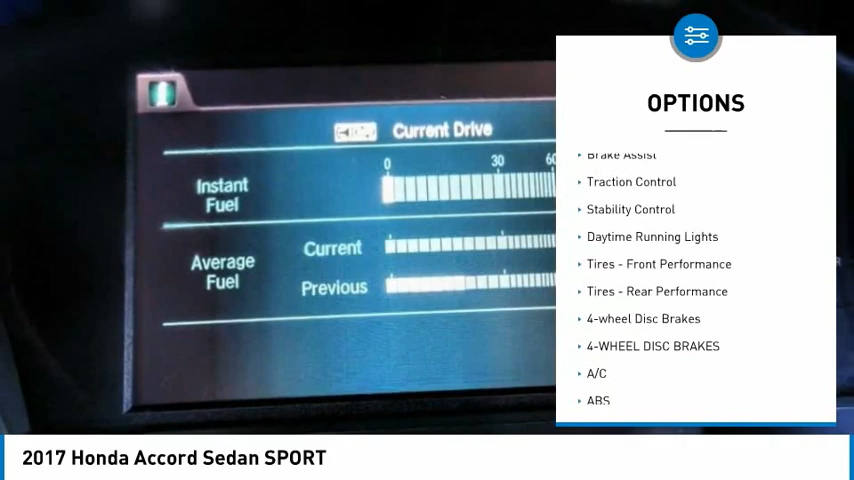 Current Drive
0 30 60
Instant
Fuel
Current
Average
Fuel
Previous
OPTIONS
Brake Assist
Traction Control
Stability Control
Daytime Running Lights
Tires - Front Performance
Tires - Rear Performance
4-wheel Disc Brakes
4-WHEEL DISC BRAKES
A/C
ABS
2017 Honda Accord Sedan SPORT